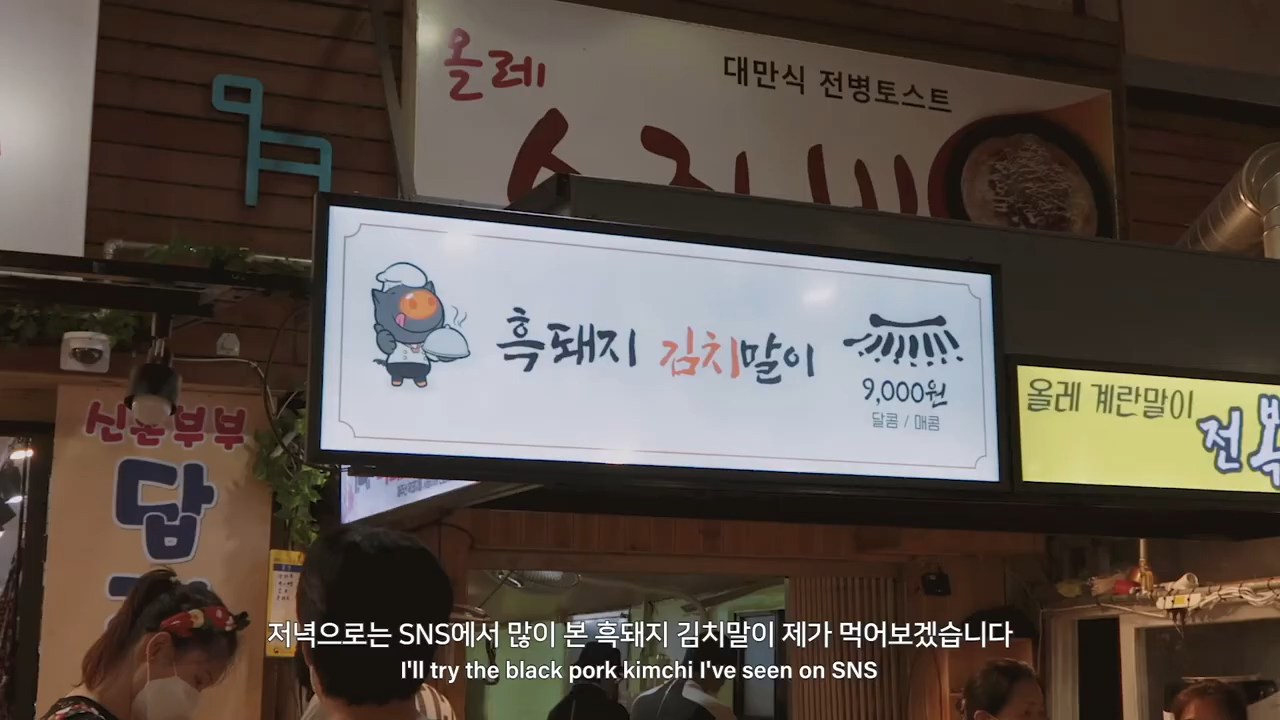 올레
대만식 전병토스트
흑돼지 김치말이
9,000원
달콤 / 매콤
올레 계란말이
전복
신혼부부
답
저녁으로는 SNS에서 많이 본 흑돼지 김치말이 제가 먹어보겠습니다
I'll try the black pork kimchi I've seen on SNS